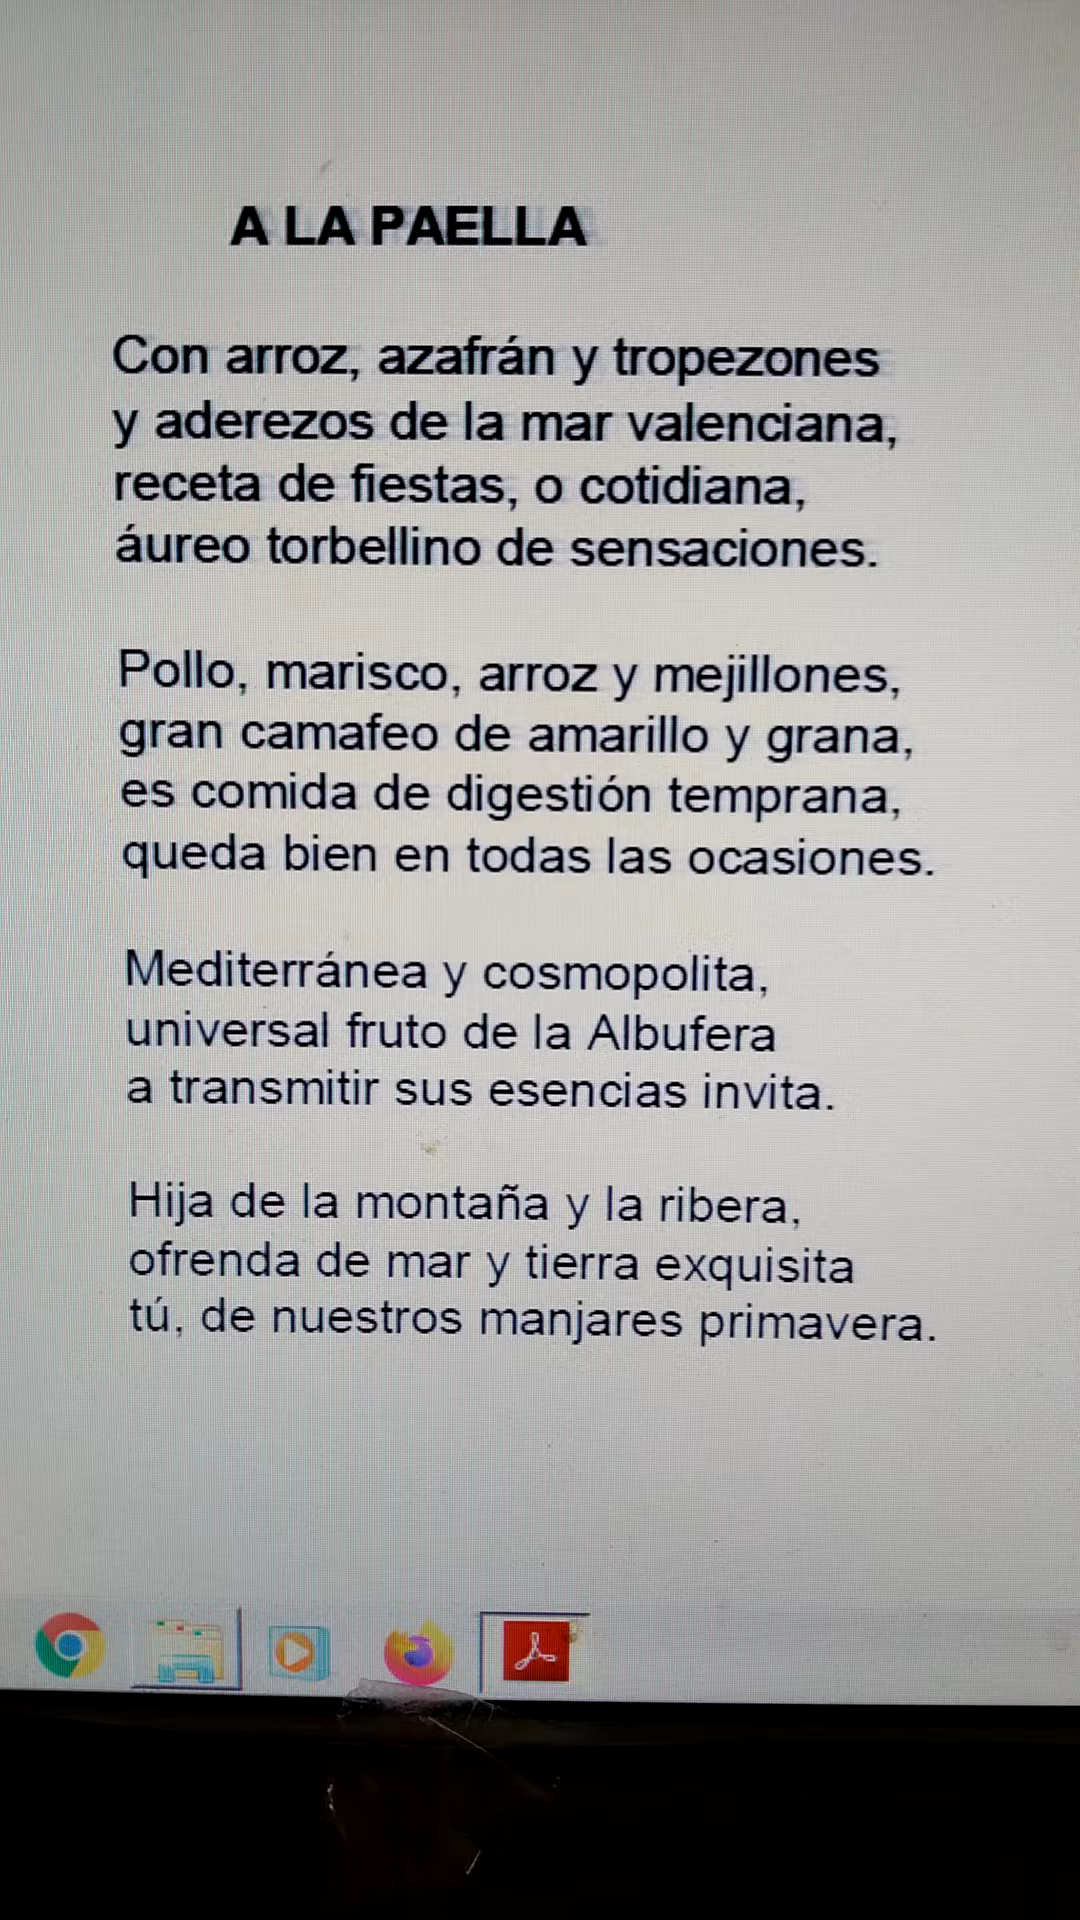 A LA PAELLA
Con arroz, azafrán y tropezones
y aderezos de la mar valenciana,
receta de fiestas, o cotidiana,
áureo torbellino de sensaciones.
Pollo, marisco, arroz y mejillones,
gran camafeo de amarillo y grana,
es comida de digestión temprana,
queda bien en todas las ocasiones.
Mediterránea y cosmopolita,
universal fruto de la Albufera
a transmitir sus esencias invita.
Hija de la montaña y la ribera,
ofrenda de mar y tierra exquisita
tú, de nuestros manjares primavera.